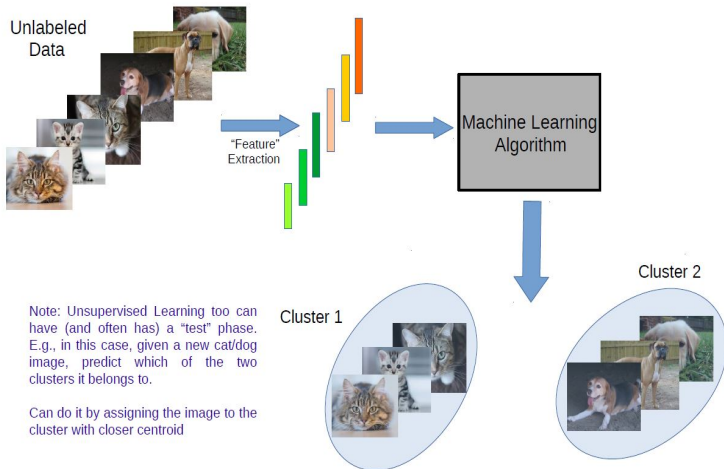 Unlabeled
Data
"Feature"
Extraction
Machine Learning
Algorithm
Cluster 1
Cluster 2
Note: Unsupervised Learning too can
have (and often has) a “test” phase.
E.g., in this case, given a new cat/dog
image, predict which of the two
clusters it belongs to.
Can do it by assigning the image to the
cluster with closer centroid